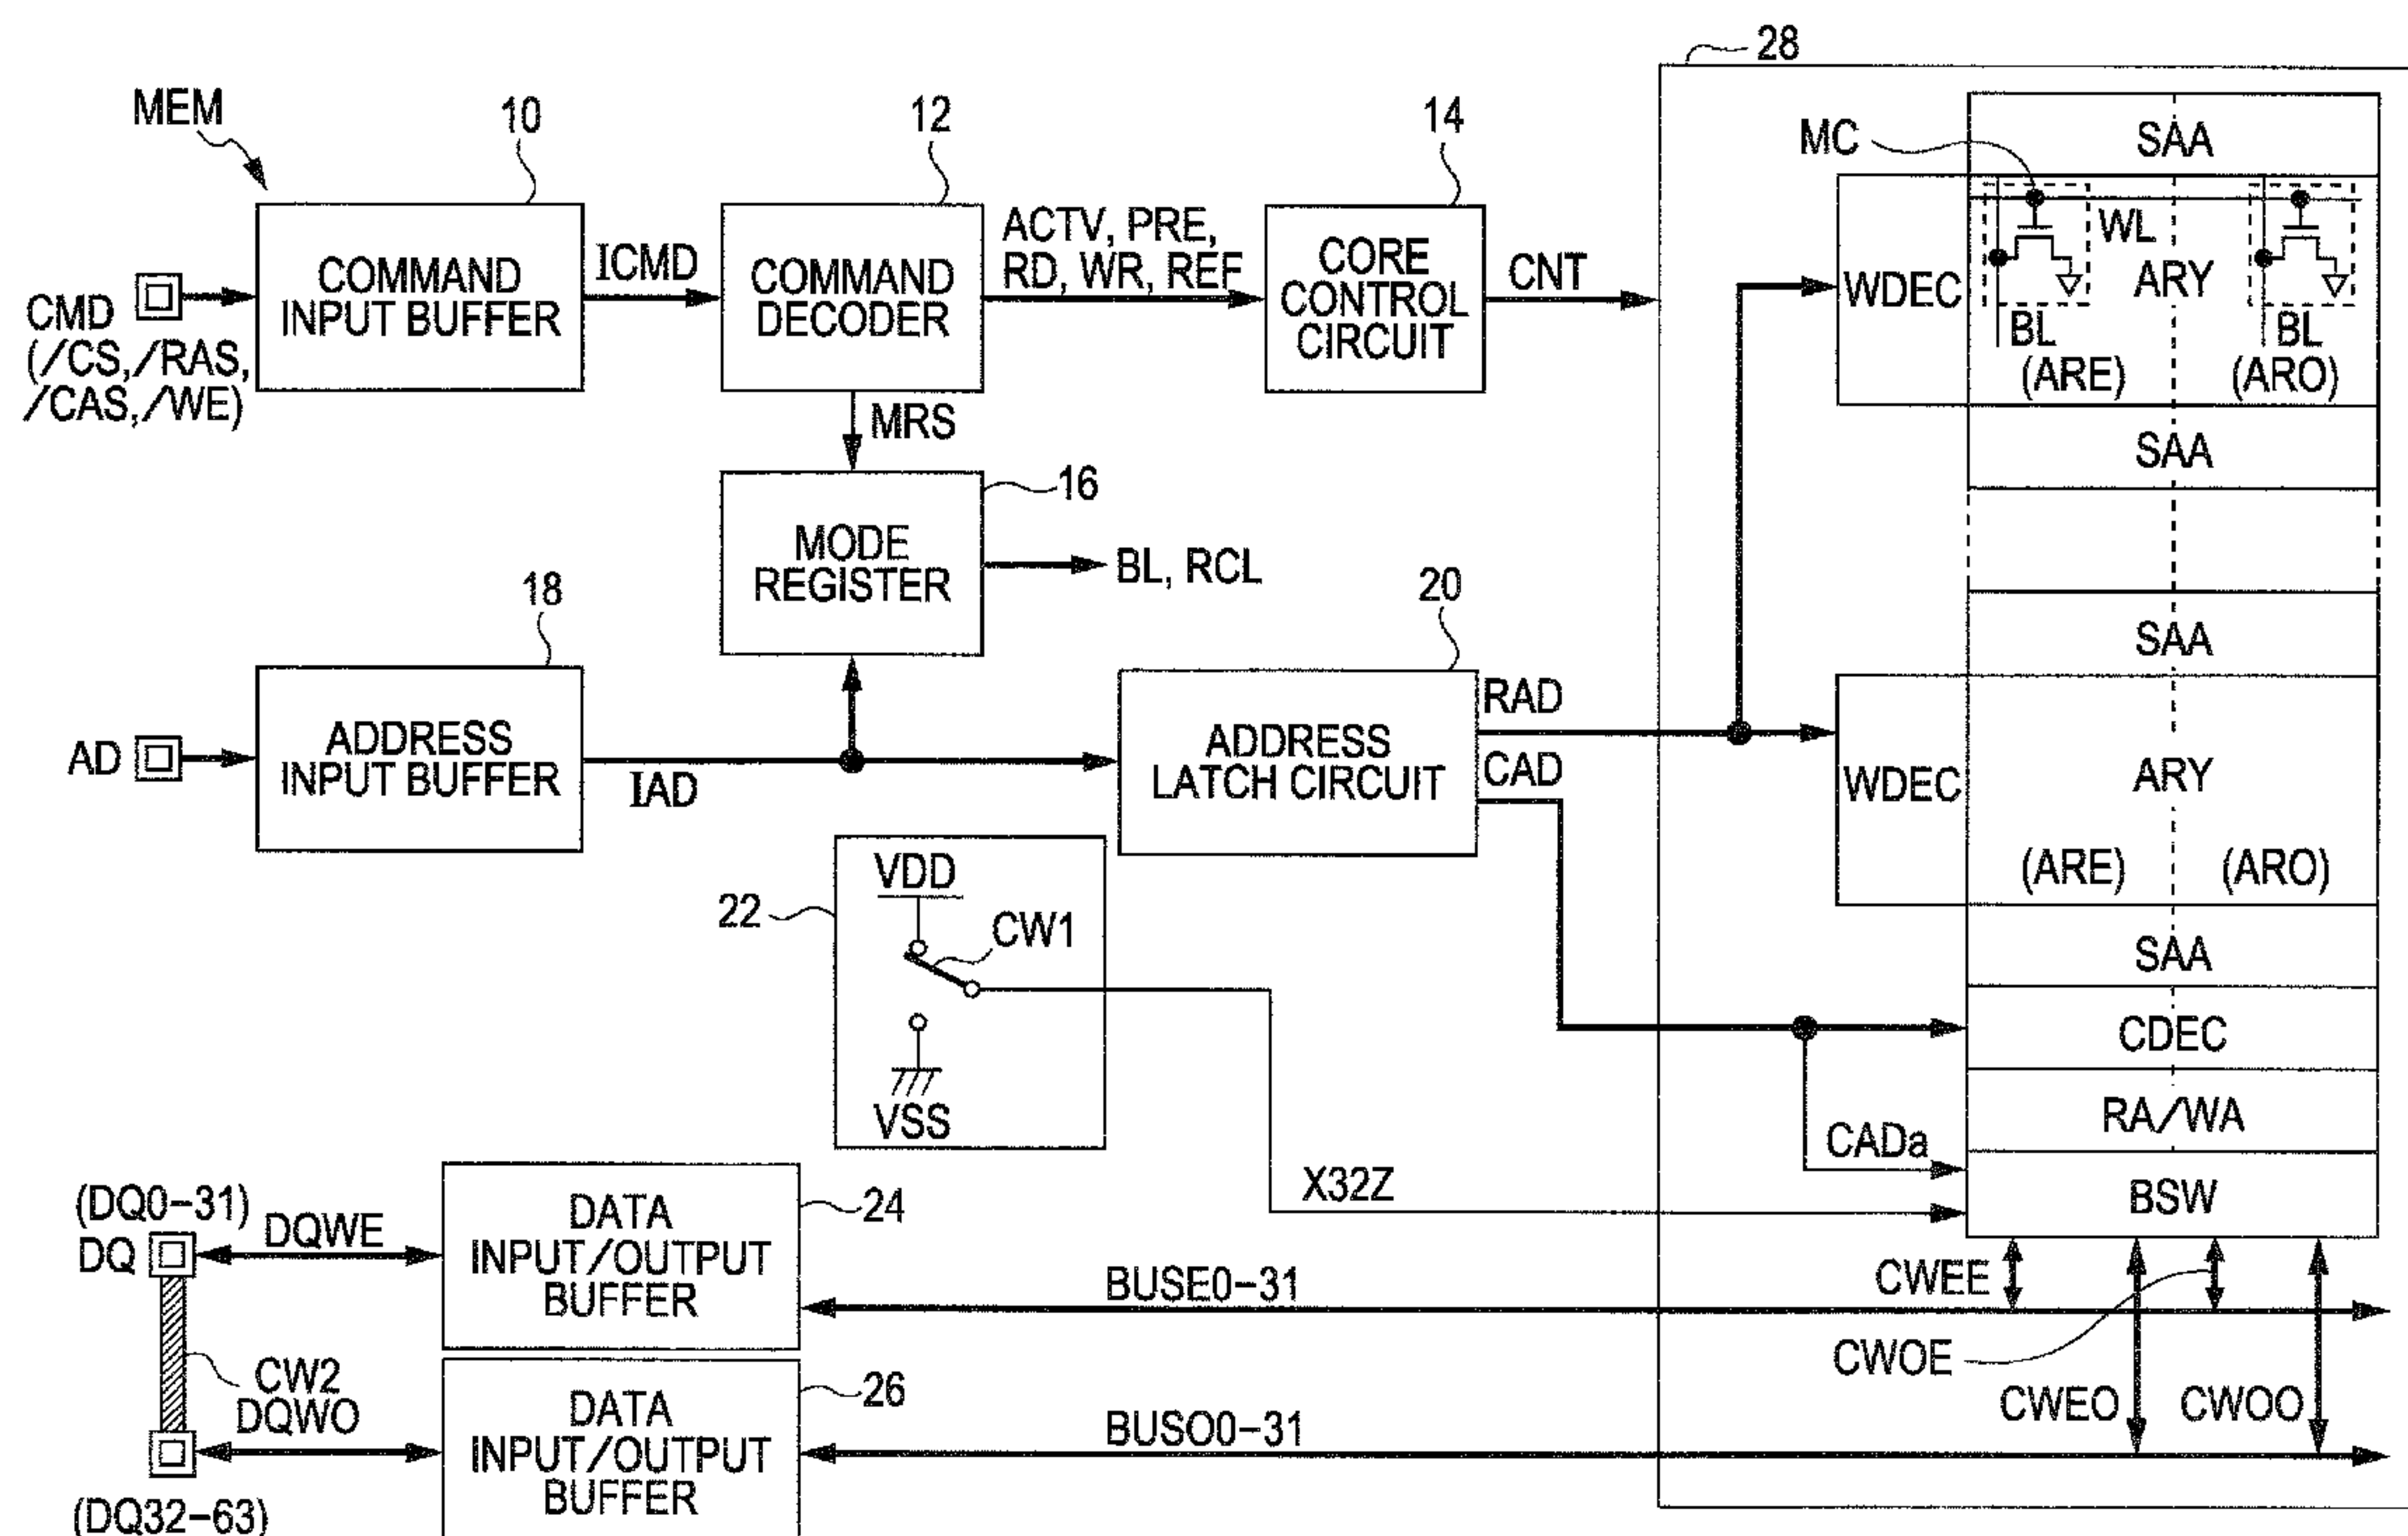 28
MEM
10
12
14
MC
SAA
COMMAND
INPUT BUFFER
ICMD
COMMAND
DECODER
ACTV, PRE,
RD, WR, REF
CORE
CONTROL
CIRCUIT
CNT
WDEC
WL
ARY
BL
BL
(ARE)
(ARO)
CMD
(/CS,/RAS,
/CAS,/WE)
MRS
SAA
16
MODE
REGISTER
BL, RCL
18
20
SAA
AD
ADDRESS
INPUT BUFFER
IAD
ADDRESS
LATCH CIRCUIT
RAD
CAD
WDEC
ARY
(ARE)
(ARO)
22
VDD
CW1
VSS
SAA
CDEC
RA/WA
CADa
X32Z
BSW
(DQ0-31)
DQ
DQWE
DATA
INPUT/OUTPUT
BUFFER
24
BUSE0-31
CWEE
CWOE
CW2
DQWO
DATA
INPUT/OUTPUT
BUFFER
26
BUSO0-31
CWEO
CWOO
(DQ32-63)